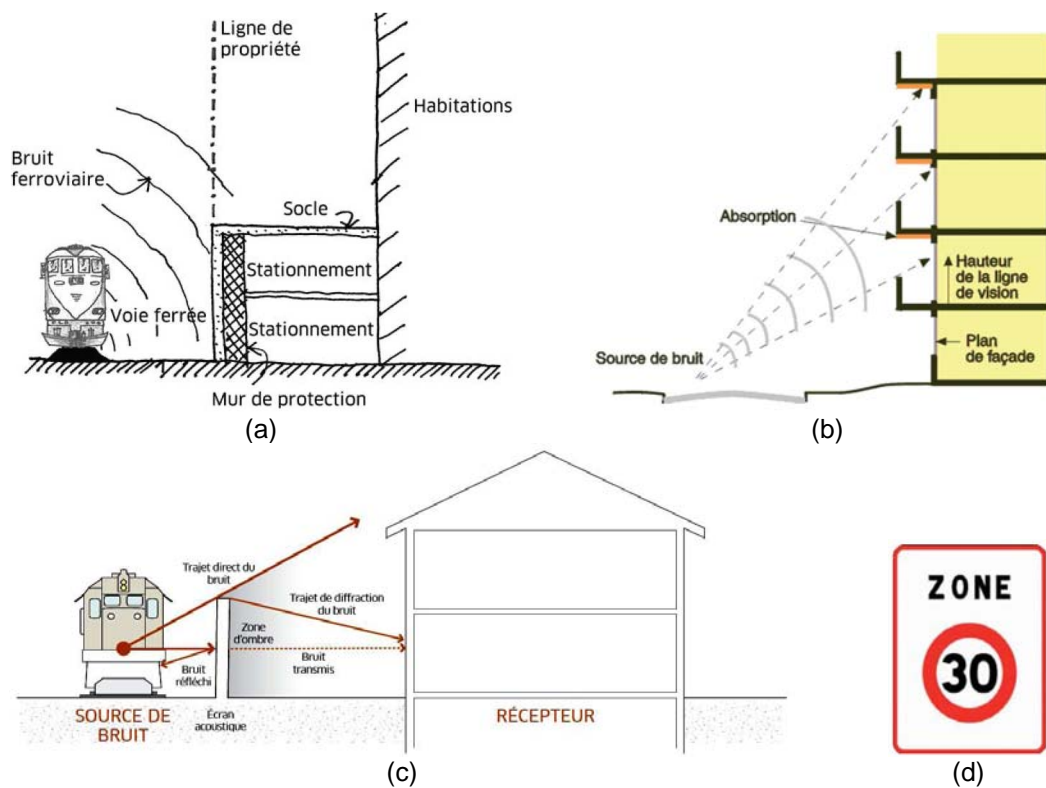 Ligne de
propriété
Habitations
Bruit
ferroviaire
Socle
Stationnement
Voie ferrée
Stationnement
Mur de protection
(a)
Absorption
Hauteur
de la ligne
de vision
Source de bruit
Plan
de façade
(b)
Trajet direct du
bruit
Trajet de diffraction
du bruit
Zone
d'ombre
Bruit
transmis
Bruit
réfléchi
SOURCE DE
BRUIT
Écran
acoustique
RÉCEPTEUR
(c)
ZONE
30
(d)